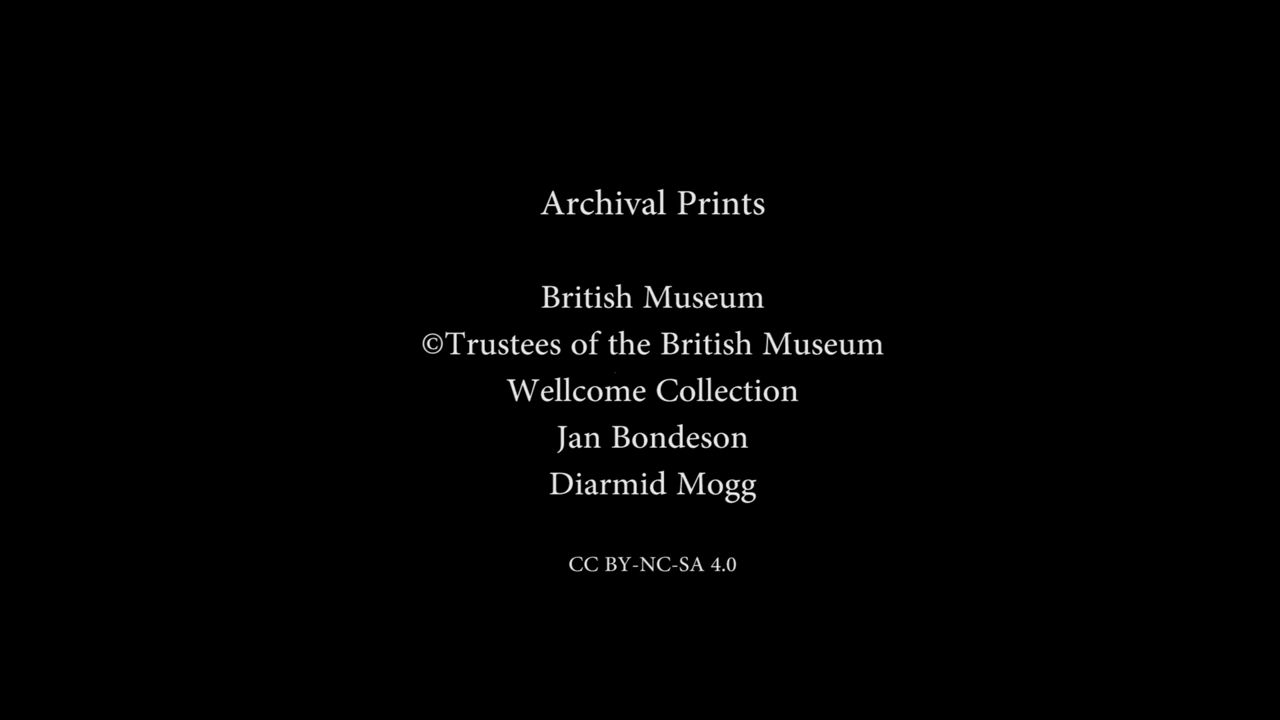 Archival Prints
British Museum
©Trustees of the British Museum
Wellcome Collection
Jan Bondeson
Diarmid Mogg
CC BY-NC-SA 4.0